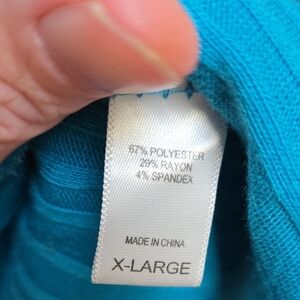 67% POLYESTER
29% RAYON
4% SPANDEX
MADE IN CHINA
X-LARGE